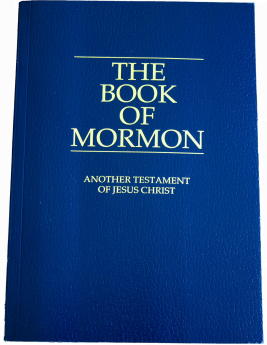 THE
BOOK
OF
MORMON
ANOTHER TESTAMENT
OF JESUS CHRIST